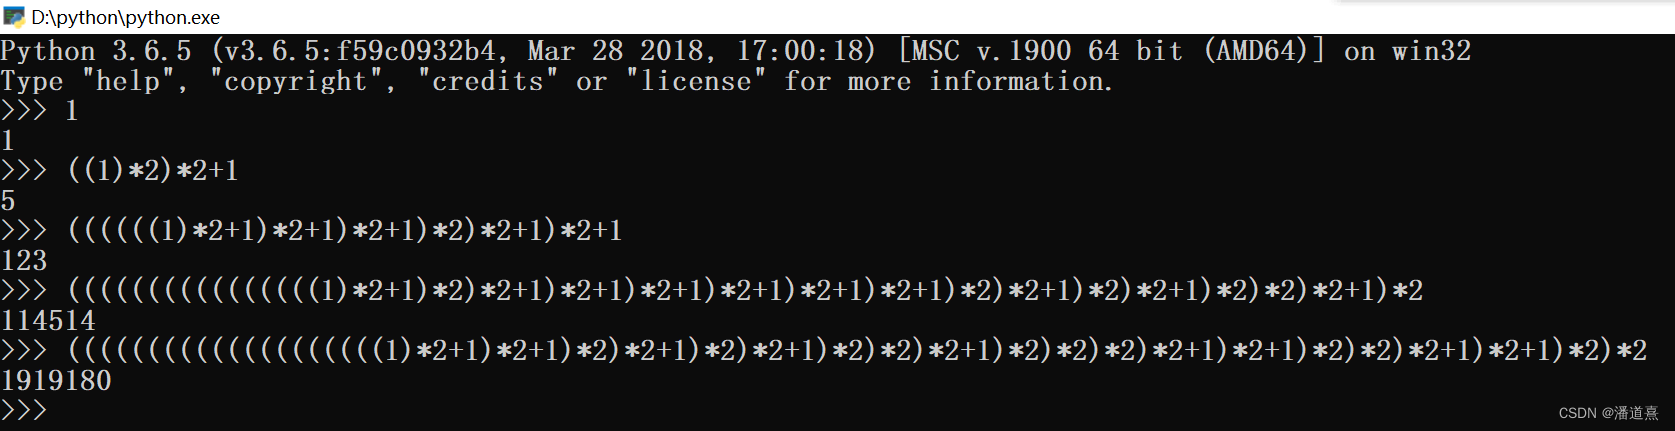 D:\python\python.exe
Python 3.6.5 (v3.6.5:f59c0932b4, Mar 28 2018, 17:00:18) [MSC v.1900 64 bit (AMD64)] on win32
Type "help", "copyright", "credits" or "license" for more information.
>>> 1
1
>>> ((1)*2)*2+1
5
>>> ((((((1)*2+1)*2+1)*2+1)*2)*2+1)*2+1
123
>>> ((((((((((((((((1)*2+1)*2)*2+1)*2+1)*2+1)*2+1)*2+1)*2+1)*2)*2+1)*2)*2+1)*2)*2)*2+1)*2
114514
>>> ((((((((((((((((((((1)*2+1)*2+1)*2)*2+1)*2)*2+1)*2)*2)*2+1)*2)*2)*2)*2+1)*2+1)*2)*2)*2+1)*2+1)*2)*2
1919180
>>>
CSDN @潘道熹